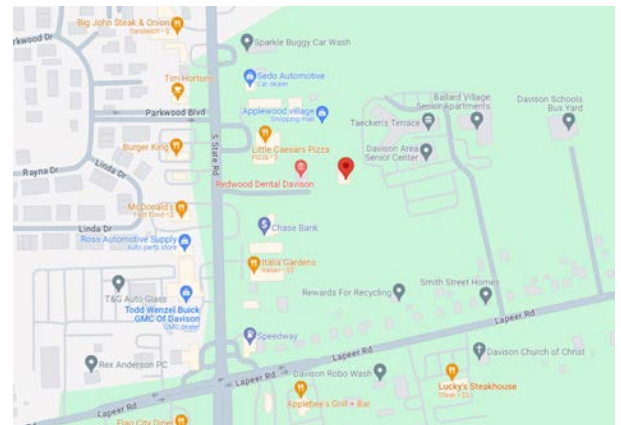 Big John Steak & Onion
Sandwich • $
rkwood Dr
Sparkle Buggy Car Wash
Tim Hortons
Sedo Automotive
Car dealer
Parkwood Blvd
Applewood village
Shopping mall
Ballard Village
Senior Apartments
Davison Schools
Bus Yard
Taecken's Terrace
Burger King
Little Caesars Pizza
Pizza • $
Davison Area
Senior Center
S State Rd
Rayna Dr
Linda Dr
Redwood Dental Davison
McDonald's
Fast Food • $
Linda Dr
Chase Bank
Ross Automotive Supply
Auto parts store
Italia Gardens
Italian • $$
T&G Auto Glass
Rewards For Recycling
Smith Street Homes
Todd Wenzel Buick
GMC Of Davison
GMC dealer
Speedway
Lapeer Rd
Rex Anderson PC
Lapeer Rd
Davison Church of Christ
Davison Robo Wash
Lucky's Steakhouse
Steak • $$
Lapeer Rd
Applebee's Grill + Bar
Flag City Diner